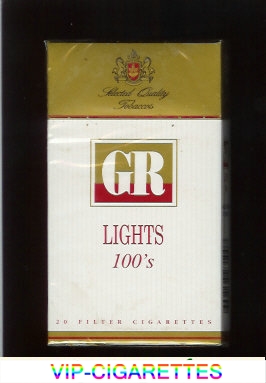 Selected Quality
Tobaccos
GR
LIGHTS
100's
20 FILTER CIGARETTES
VIP-CIGARETTES